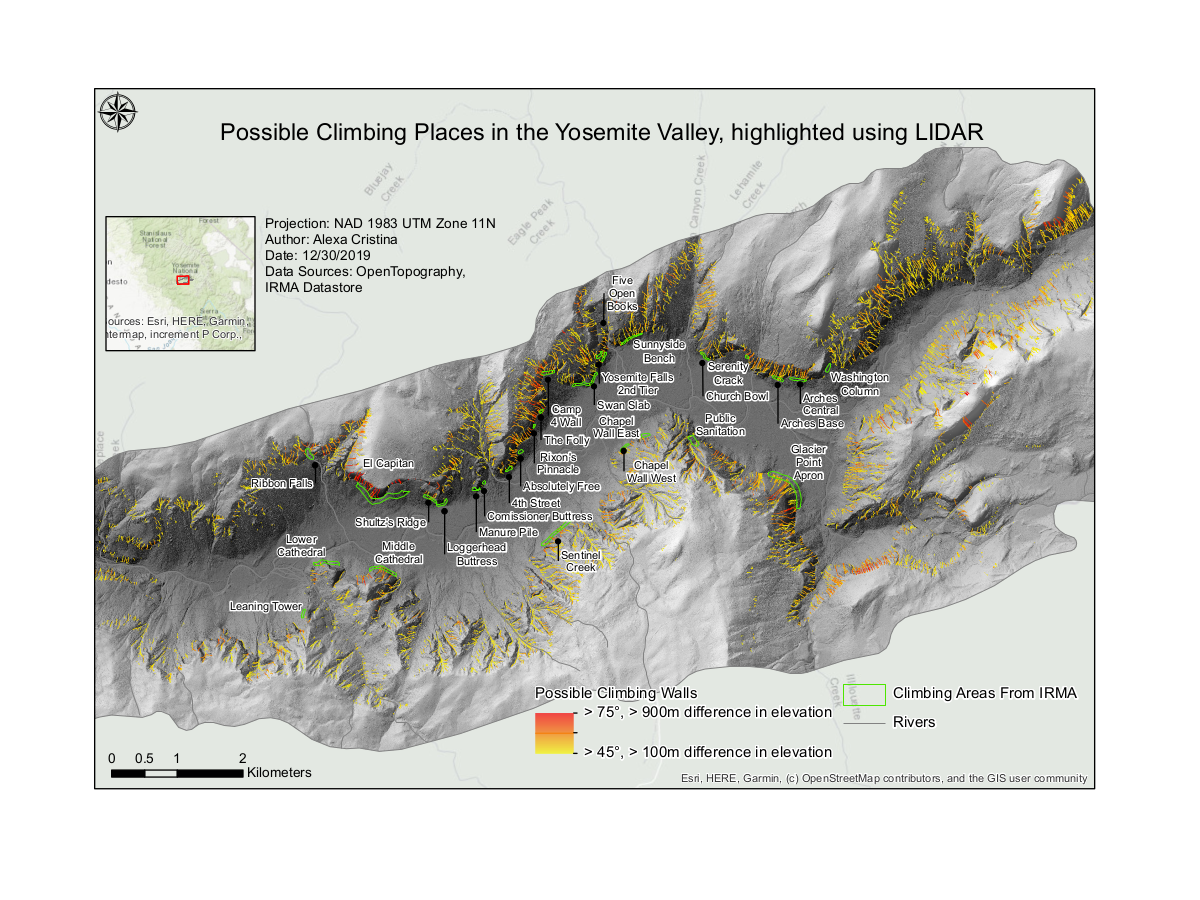 Possible Climbing Places in the Yosemite Valley, highlighted using LIDAR
Bluejay
Creek
Eagle Peak
Creek
Canyon Creek
Lehamite
Creek
Projection: NAD 1983 UTM Zone 11N
Author: Alexa Cristina
Date: 12/30/2019
Data Sources: OpenTopography,
IRMA Datastore
Forest
Stanislaus
National
Forest
Yosemite
National
Sierra
ources: Esri, HERE, Garmin,
ntermap, increment P Corp.,
Five
Open
Books
Sunnyside
Bench
Yosemite Falls
2nd Tier
Swan Slab
Serenity
Crack
Church Bowl
Washington
Column
Arches
Central
Arches Base
Camp
4 Wall
Chapel
Wall East
Public
Sanitation
The Folly
Rixon's
Pinnacle
Chapel
Wall West
Glacier
Point
Apron
El Capitan
Ribbon Falls
Absolutely Free
4th Street
Comissioner Buttress
Shultz's Ridge
Manure Pile
Loggerhead
Buttress
Lower
Cathedral
Middle
Cathedral
Sentinel
Creek
Leaning Tower
Illilouette
Creek
Possible Climbing Walls
> 75°, > 900m difference in elevation
> 45°, > 100m difference in elevation
Climbing Areas From IRMA
Rivers
0 0.5 1 2
Kilometers
Esri, HERE, Garmin, (c) OpenStreetMap contributors, and the GIS user community